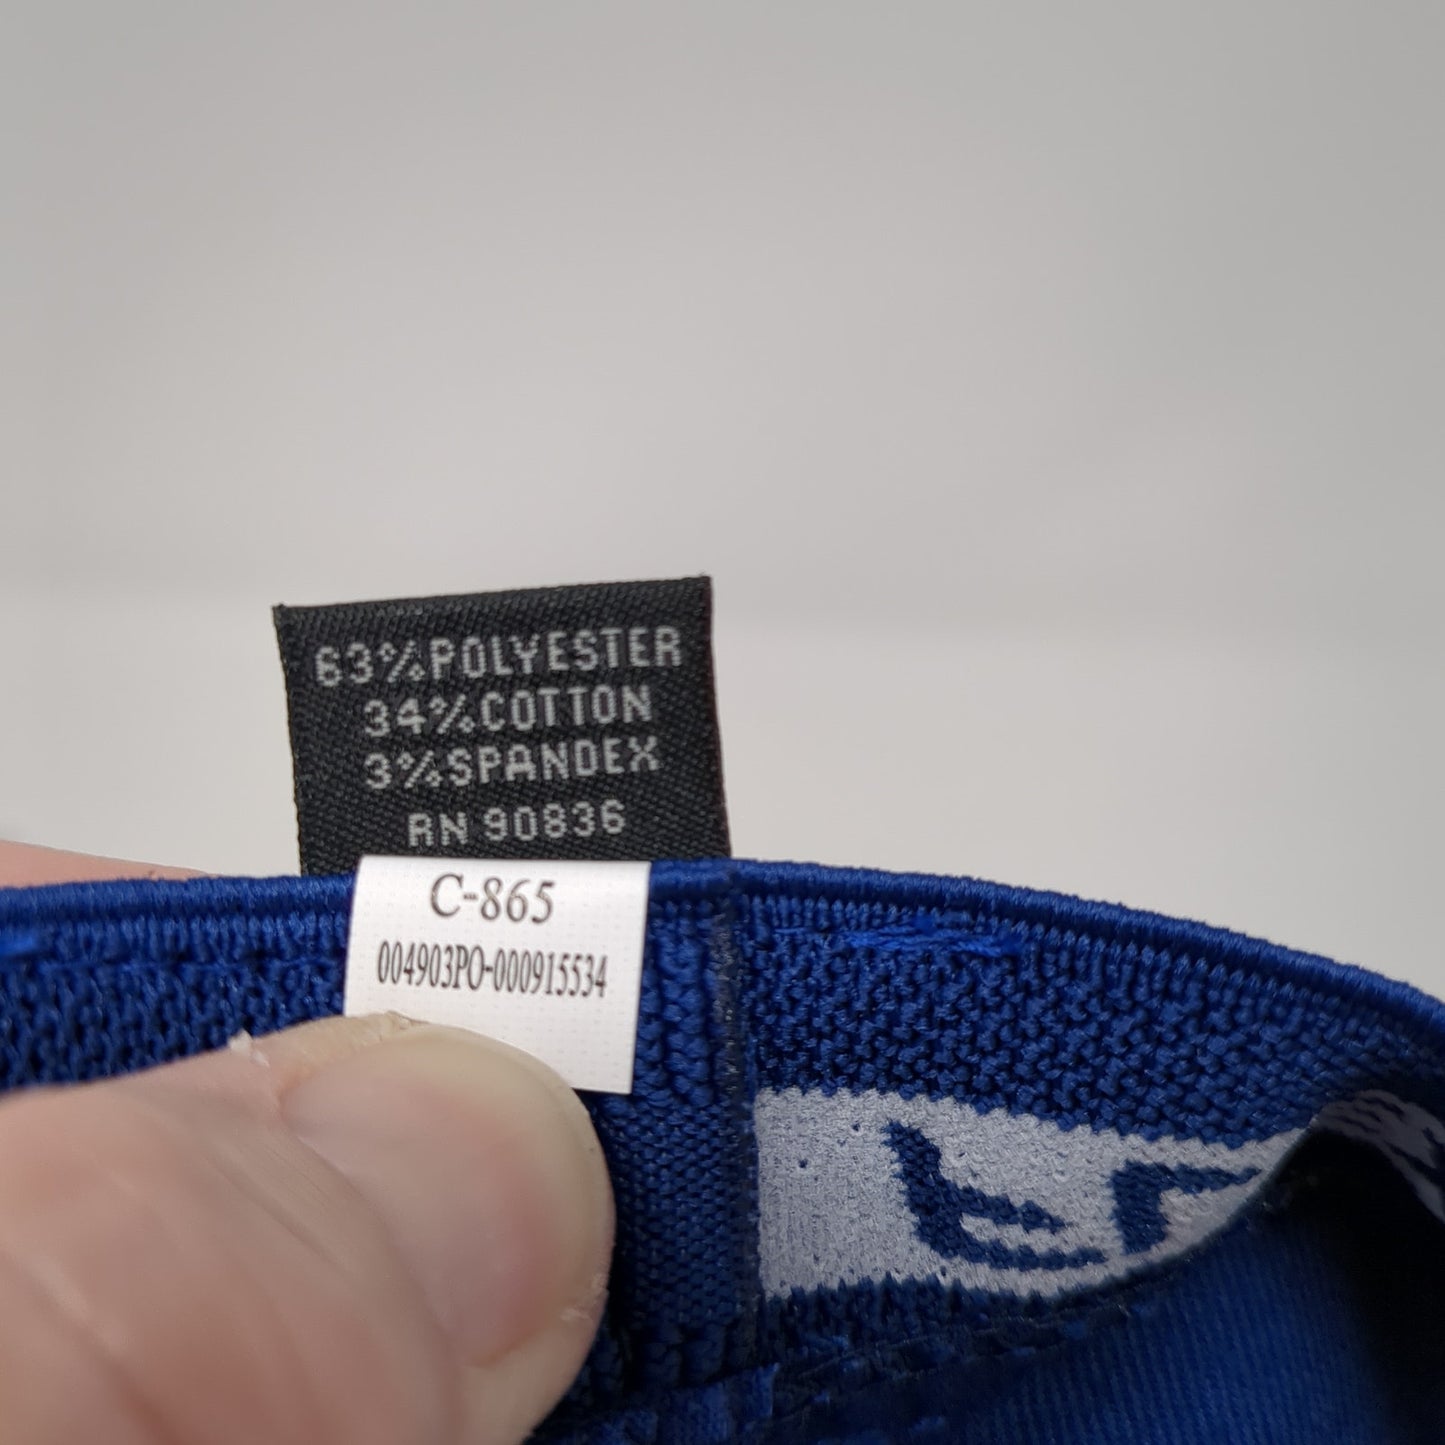 63%POLYESTER
34%COTTON
3%SPANDEX
RN 90836
C-865
004903PO-000915534